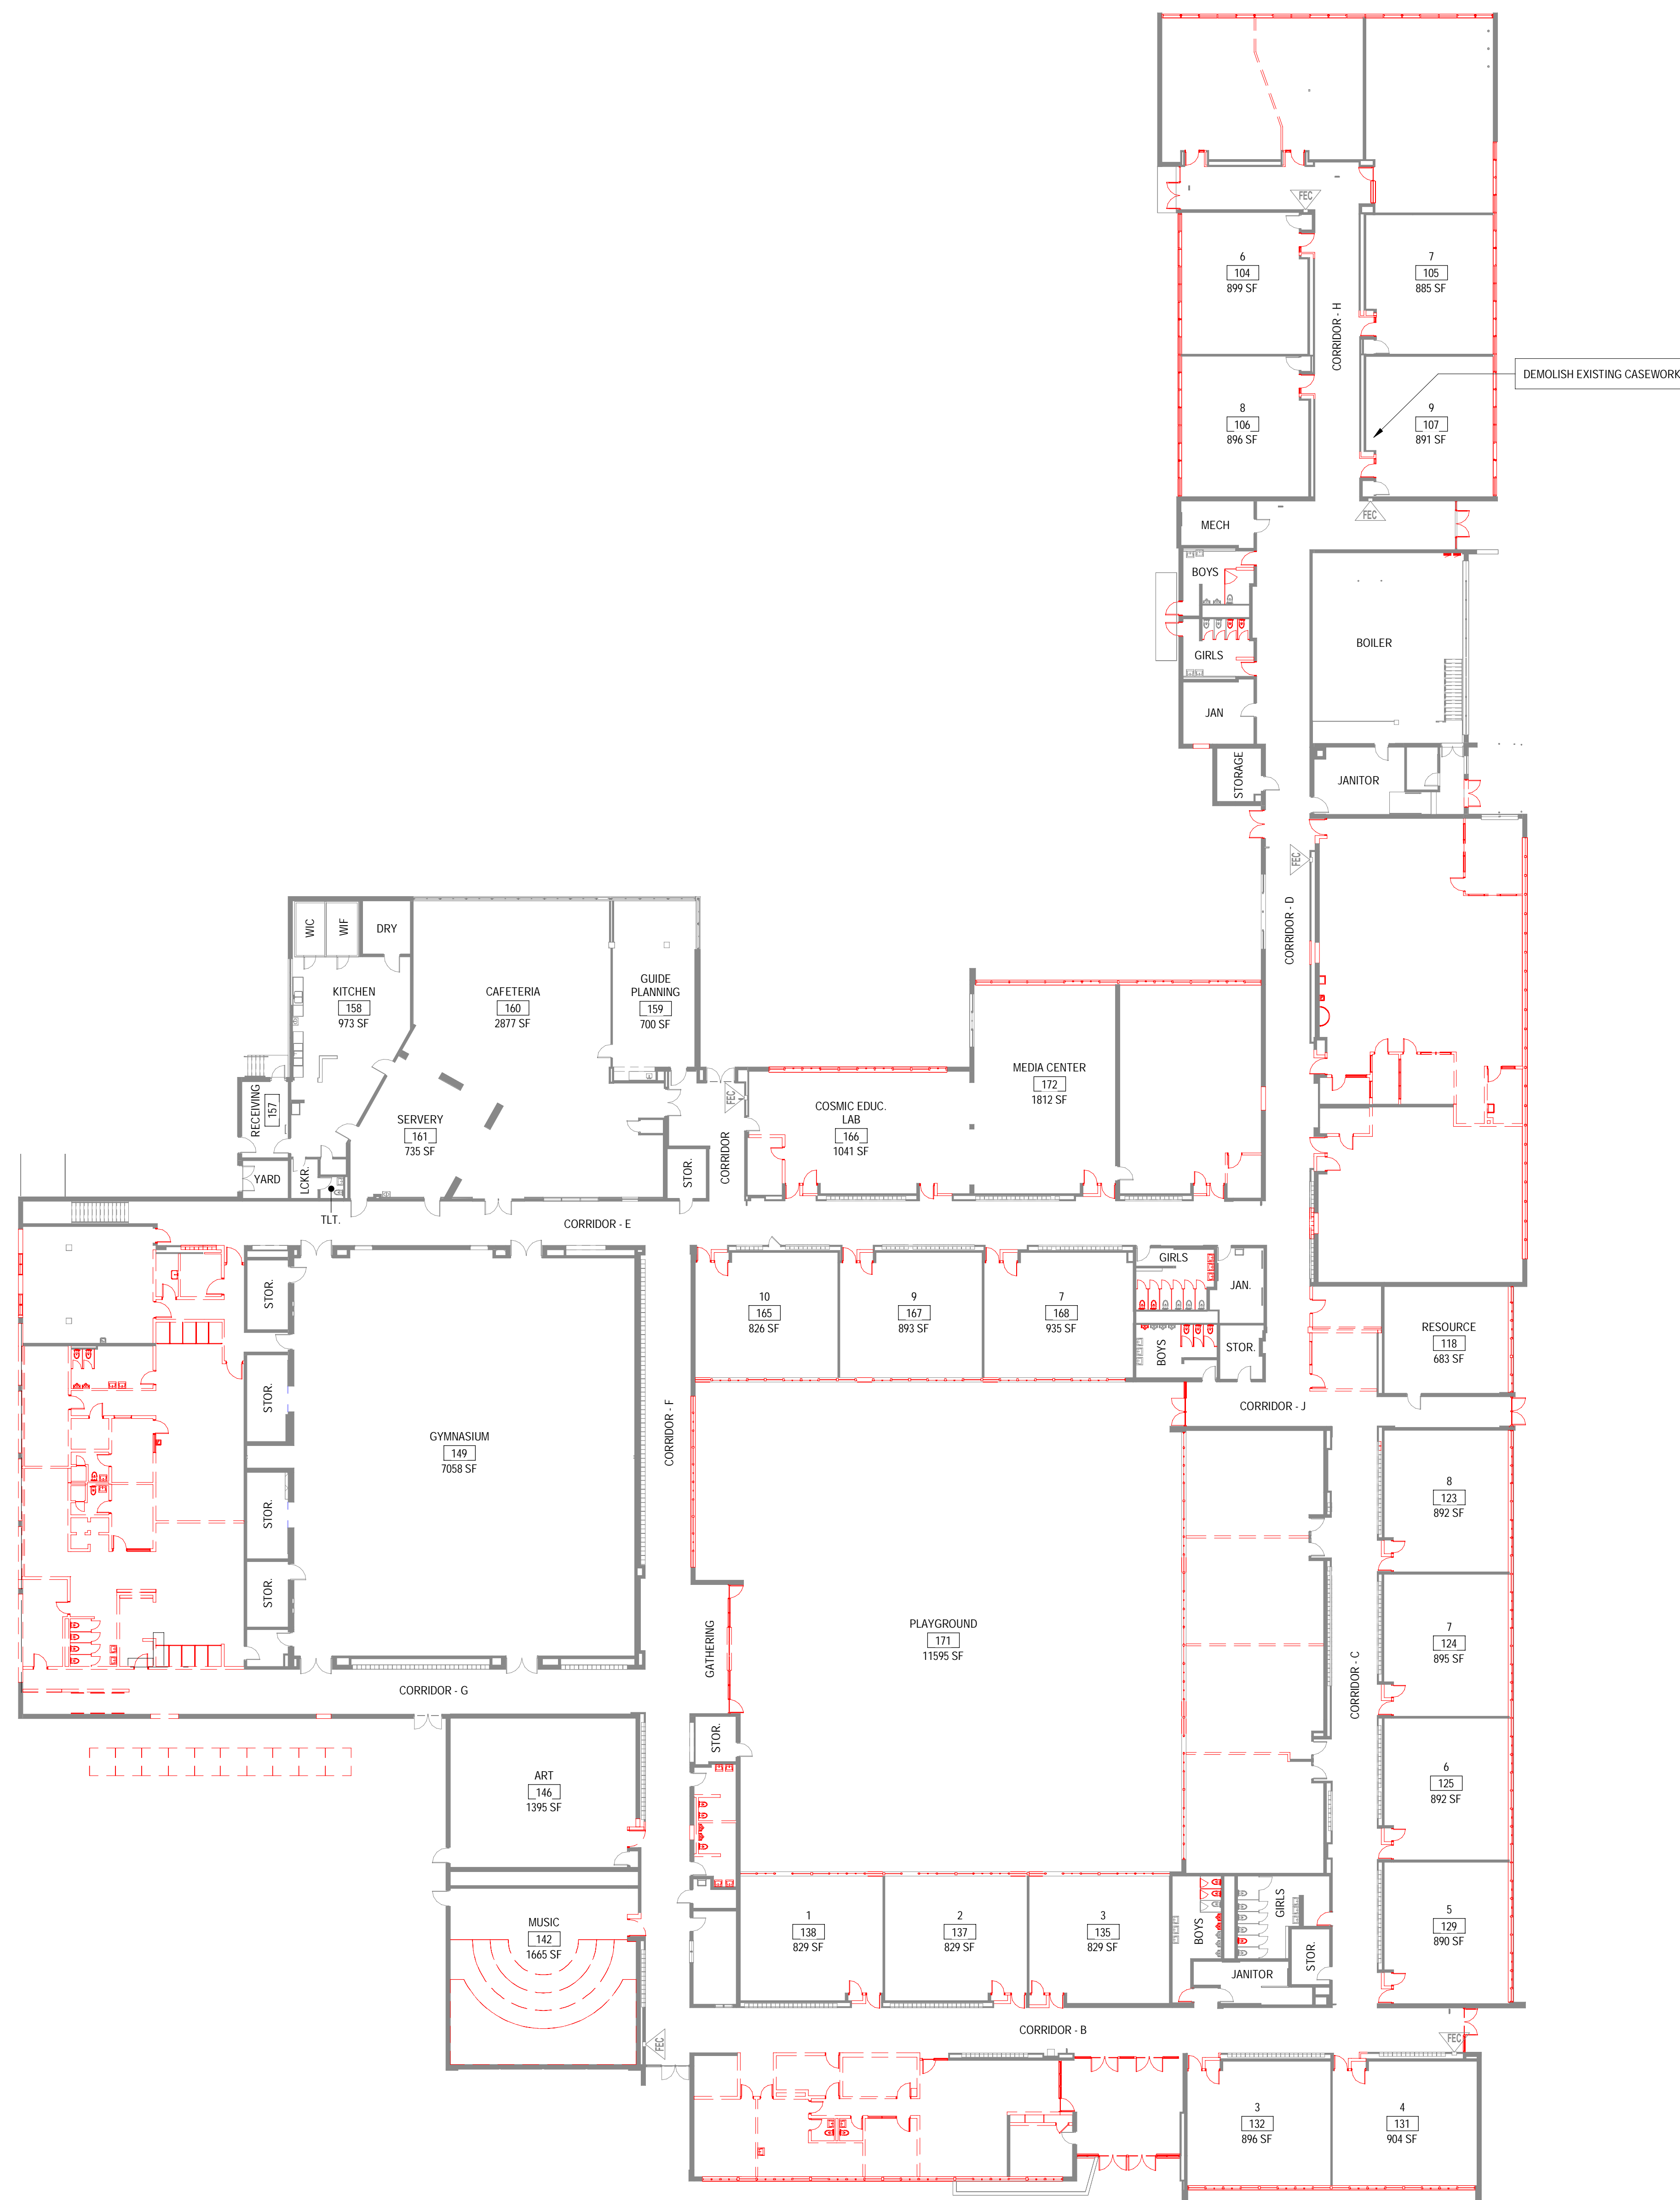 FEC
6
104
899 SF
7
105
885 SF
CORRIDOR - H
DEMOLISH EXISTING CASEWORK
8
106
896 SF
9
107
891 SF
FEC
MECH
BOYS
GIRLS
BOILER
JAN
STORAGE
JANITOR
FEC
CORRIDOR - D
WIC
WIF
DRY
KITCHEN
158
973 SF
CAFETERIA
160
2877 SF
GUIDE
PLANNING
159
700 SF
RECEIVING
157
SERVERY
161
735 SF
FEC
COSMIC EDUC.
LAB
166
1041 SF
MEDIA CENTER
172
1812 SF
YARD
LCKR.
STOR.
CORRIDOR
TLT.
CORRIDOR - E
STOR.
GIRLS
JAN.
10
165
826 SF
9
167
893 SF
7
168
935 SF
BOYS
STOR.
RESOURCE
118
683 SF
STOR.
CORRIDOR - J
GYMNASIUM
149
7058 SF
CORRIDOR - F
8
123
892 SF
STOR.
STOR.
GATHERING
PLAYGROUND
171
11595 SF
7
124
895 SF
CORRIDOR - C
CORRIDOR - G
STOR.
ART
146
1395 SF
6
125
892 SF
MUSIC
142
1665 SF
1
138
829 SF
2
137
829 SF
3
135
829 SF
BOYS
GIRLS
STOR.
JANITOR
5
129
890 SF
CORRIDOR - B
FEC
FEC
3
132
896 SF
4
131
904 SF